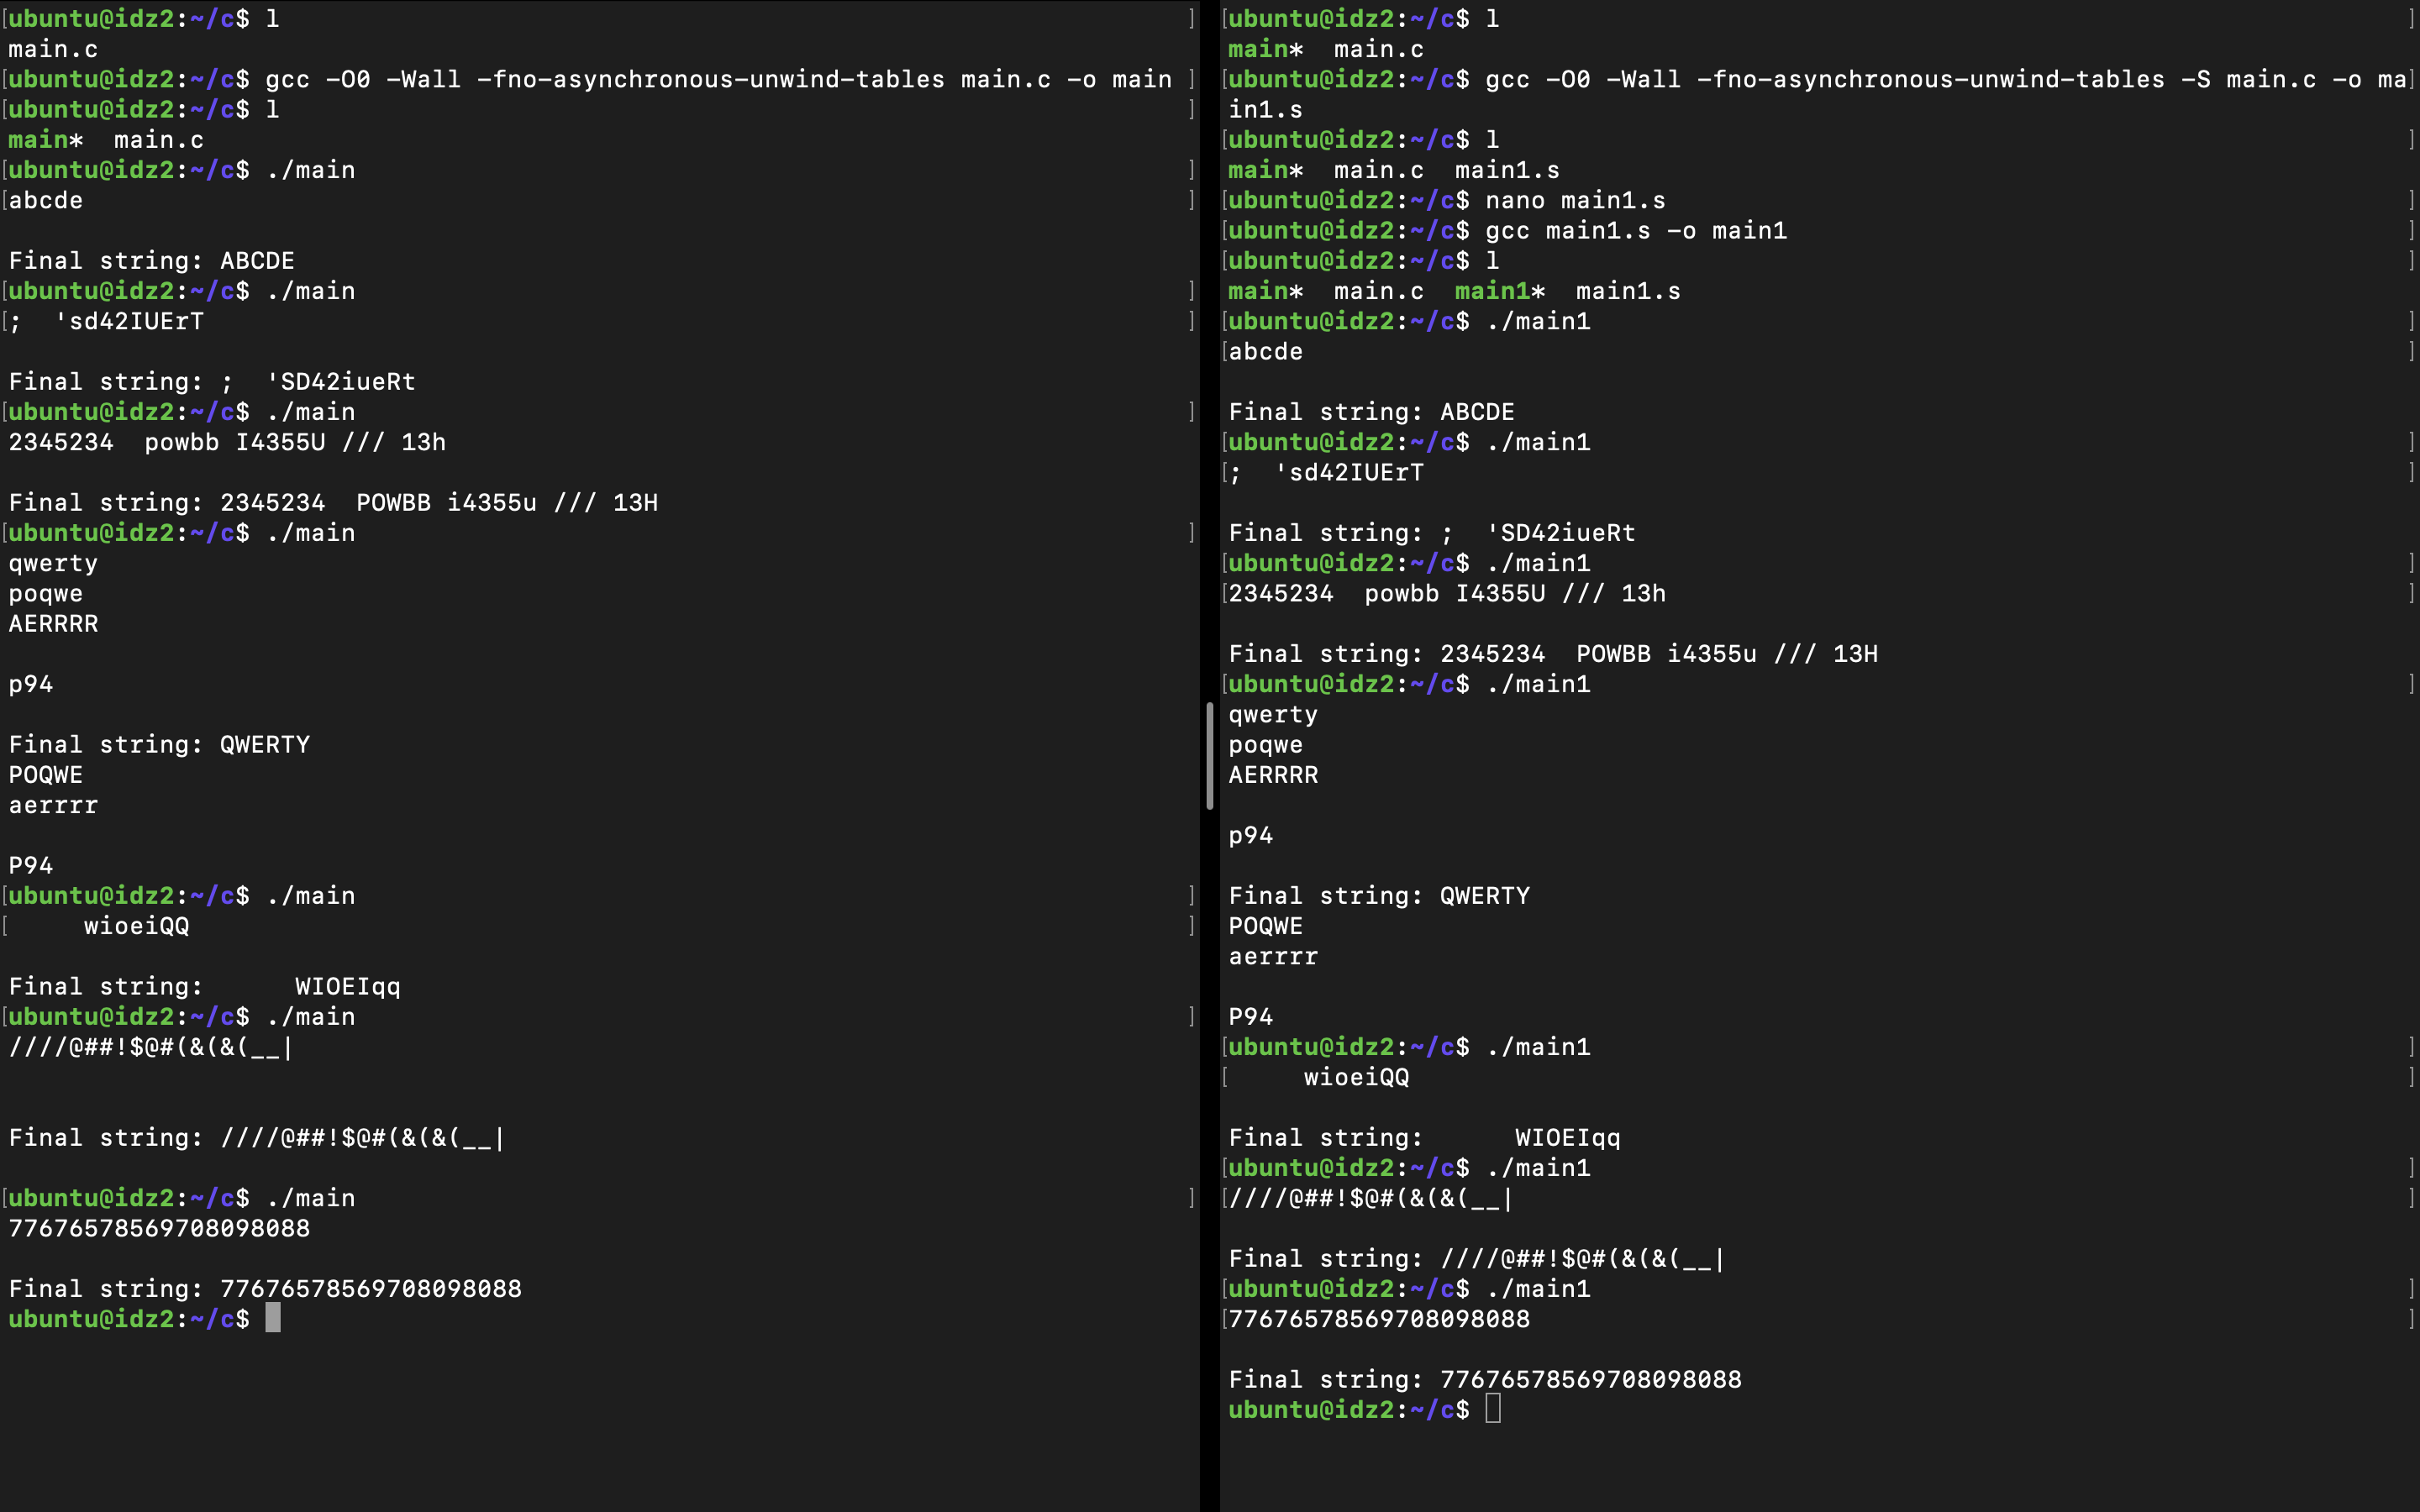 ubuntu@idz2:~/c$ l
main.c
ubuntu@idz2:~/c$ gcc -O0 -Wall -fno-asynchronous-unwind-tables main.c -o main
ubuntu@idz2:~/c$ l
main*  main.c
ubuntu@idz2:~/c$ ./main
abcde

Final string: ABCDE
ubuntu@idz2:~/c$ ./main
;  'sd42IUErT

Final string: ;  'SD42iueRt
ubuntu@idz2:~/c$ ./main
2345234  powbb I4355U /// 13h

Final string: 2345234  POWBB i4355u /// 13H
ubuntu@idz2:~/c$ ./main
qwerty
poqwe
AERRRR

p94

Final string: QWERTY
POQWE
aerrrr

P94
ubuntu@idz2:~/c$ ./main
     wioeiQQ

Final string:      WIOEIqq
ubuntu@idz2:~/c$ ./main
////@##!$@#(&(&(__|


Final string: ////@##!$@#(&(&(__|

ubuntu@idz2:~/c$ ./main
77676578569708098088

Final string: 77676578569708098088
ubuntu@idz2:~/c$
ubuntu@idz2:~/c$ l
main*  main.c
ubuntu@idz2:~/c$ gcc -O0 -Wall -fno-asynchronous-unwind-tables -S main.c -o ma
in1.s
ubuntu@idz2:~/c$ l
main*  main.c  main1.s
ubuntu@idz2:~/c$ nano main1.s
ubuntu@idz2:~/c$ gcc main1.s -o main1
ubuntu@idz2:~/c$ l
main*  main.c  main1*  main1.s
ubuntu@idz2:~/c$ ./main1
abcde

Final string: ABCDE
ubuntu@idz2:~/c$ ./main1
;  'sd42IUErT

Final string: ;  'SD42iueRt
ubuntu@idz2:~/c$ ./main1
2345234  powbb I4355U /// 13h

Final string: 2345234  POWBB i4355u /// 13H
ubuntu@idz2:~/c$ ./main1
qwerty
poqwe
AERRRR

p94

Final string: QWERTY
POQWE
aerrrr

P94
ubuntu@idz2:~/c$ ./main1
     wioeiQQ

Final string:      WIOEIqq
ubuntu@idz2:~/c$ ./main1
////@##!$@#(&(&(__|

Final string: ////@##!$@#(&(&(__|
ubuntu@idz2:~/c$ ./main1
77676578569708098088

Final string: 77676578569708098088
ubuntu@idz2:~/c$